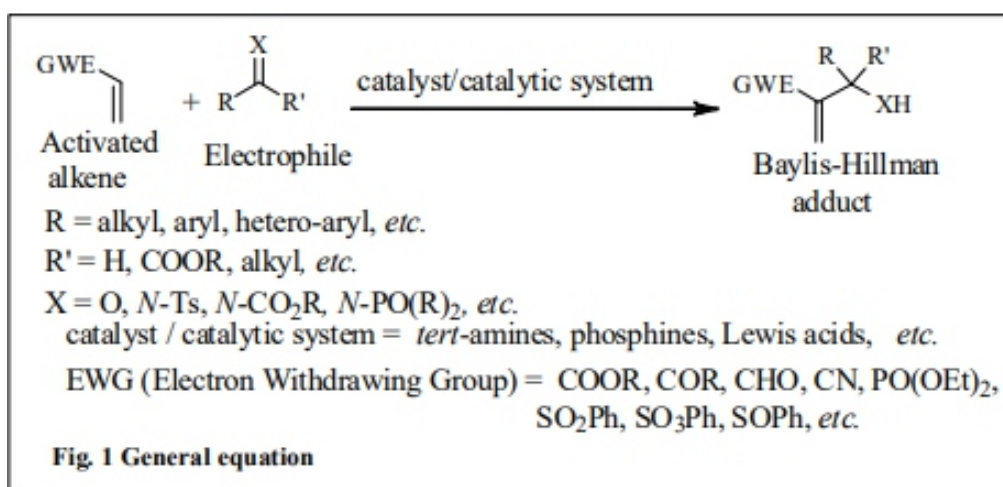 X
GWE
+ R R' catalyst/catalytic system
R R'
GWE
XH
Activated
alkene
Electrophile
Baylis-Hillman
adduct
R = alkyl, aryl, hetero-aryl, etc.
R' = H, COOR, alkyl, etc.
X = O, N-Ts, N-CO₂R, N-PO(R)₂, etc.
catalyst / catalytic system = tert-amines, phosphines, Lewis acids, etc.
EWG (Electron Withdrawing Group) = COOR, COR, CHO, CN, PO(OEt)₂,
SO₂Ph, SO₃Ph, SOPh, etc.
Fig. 1 General equation